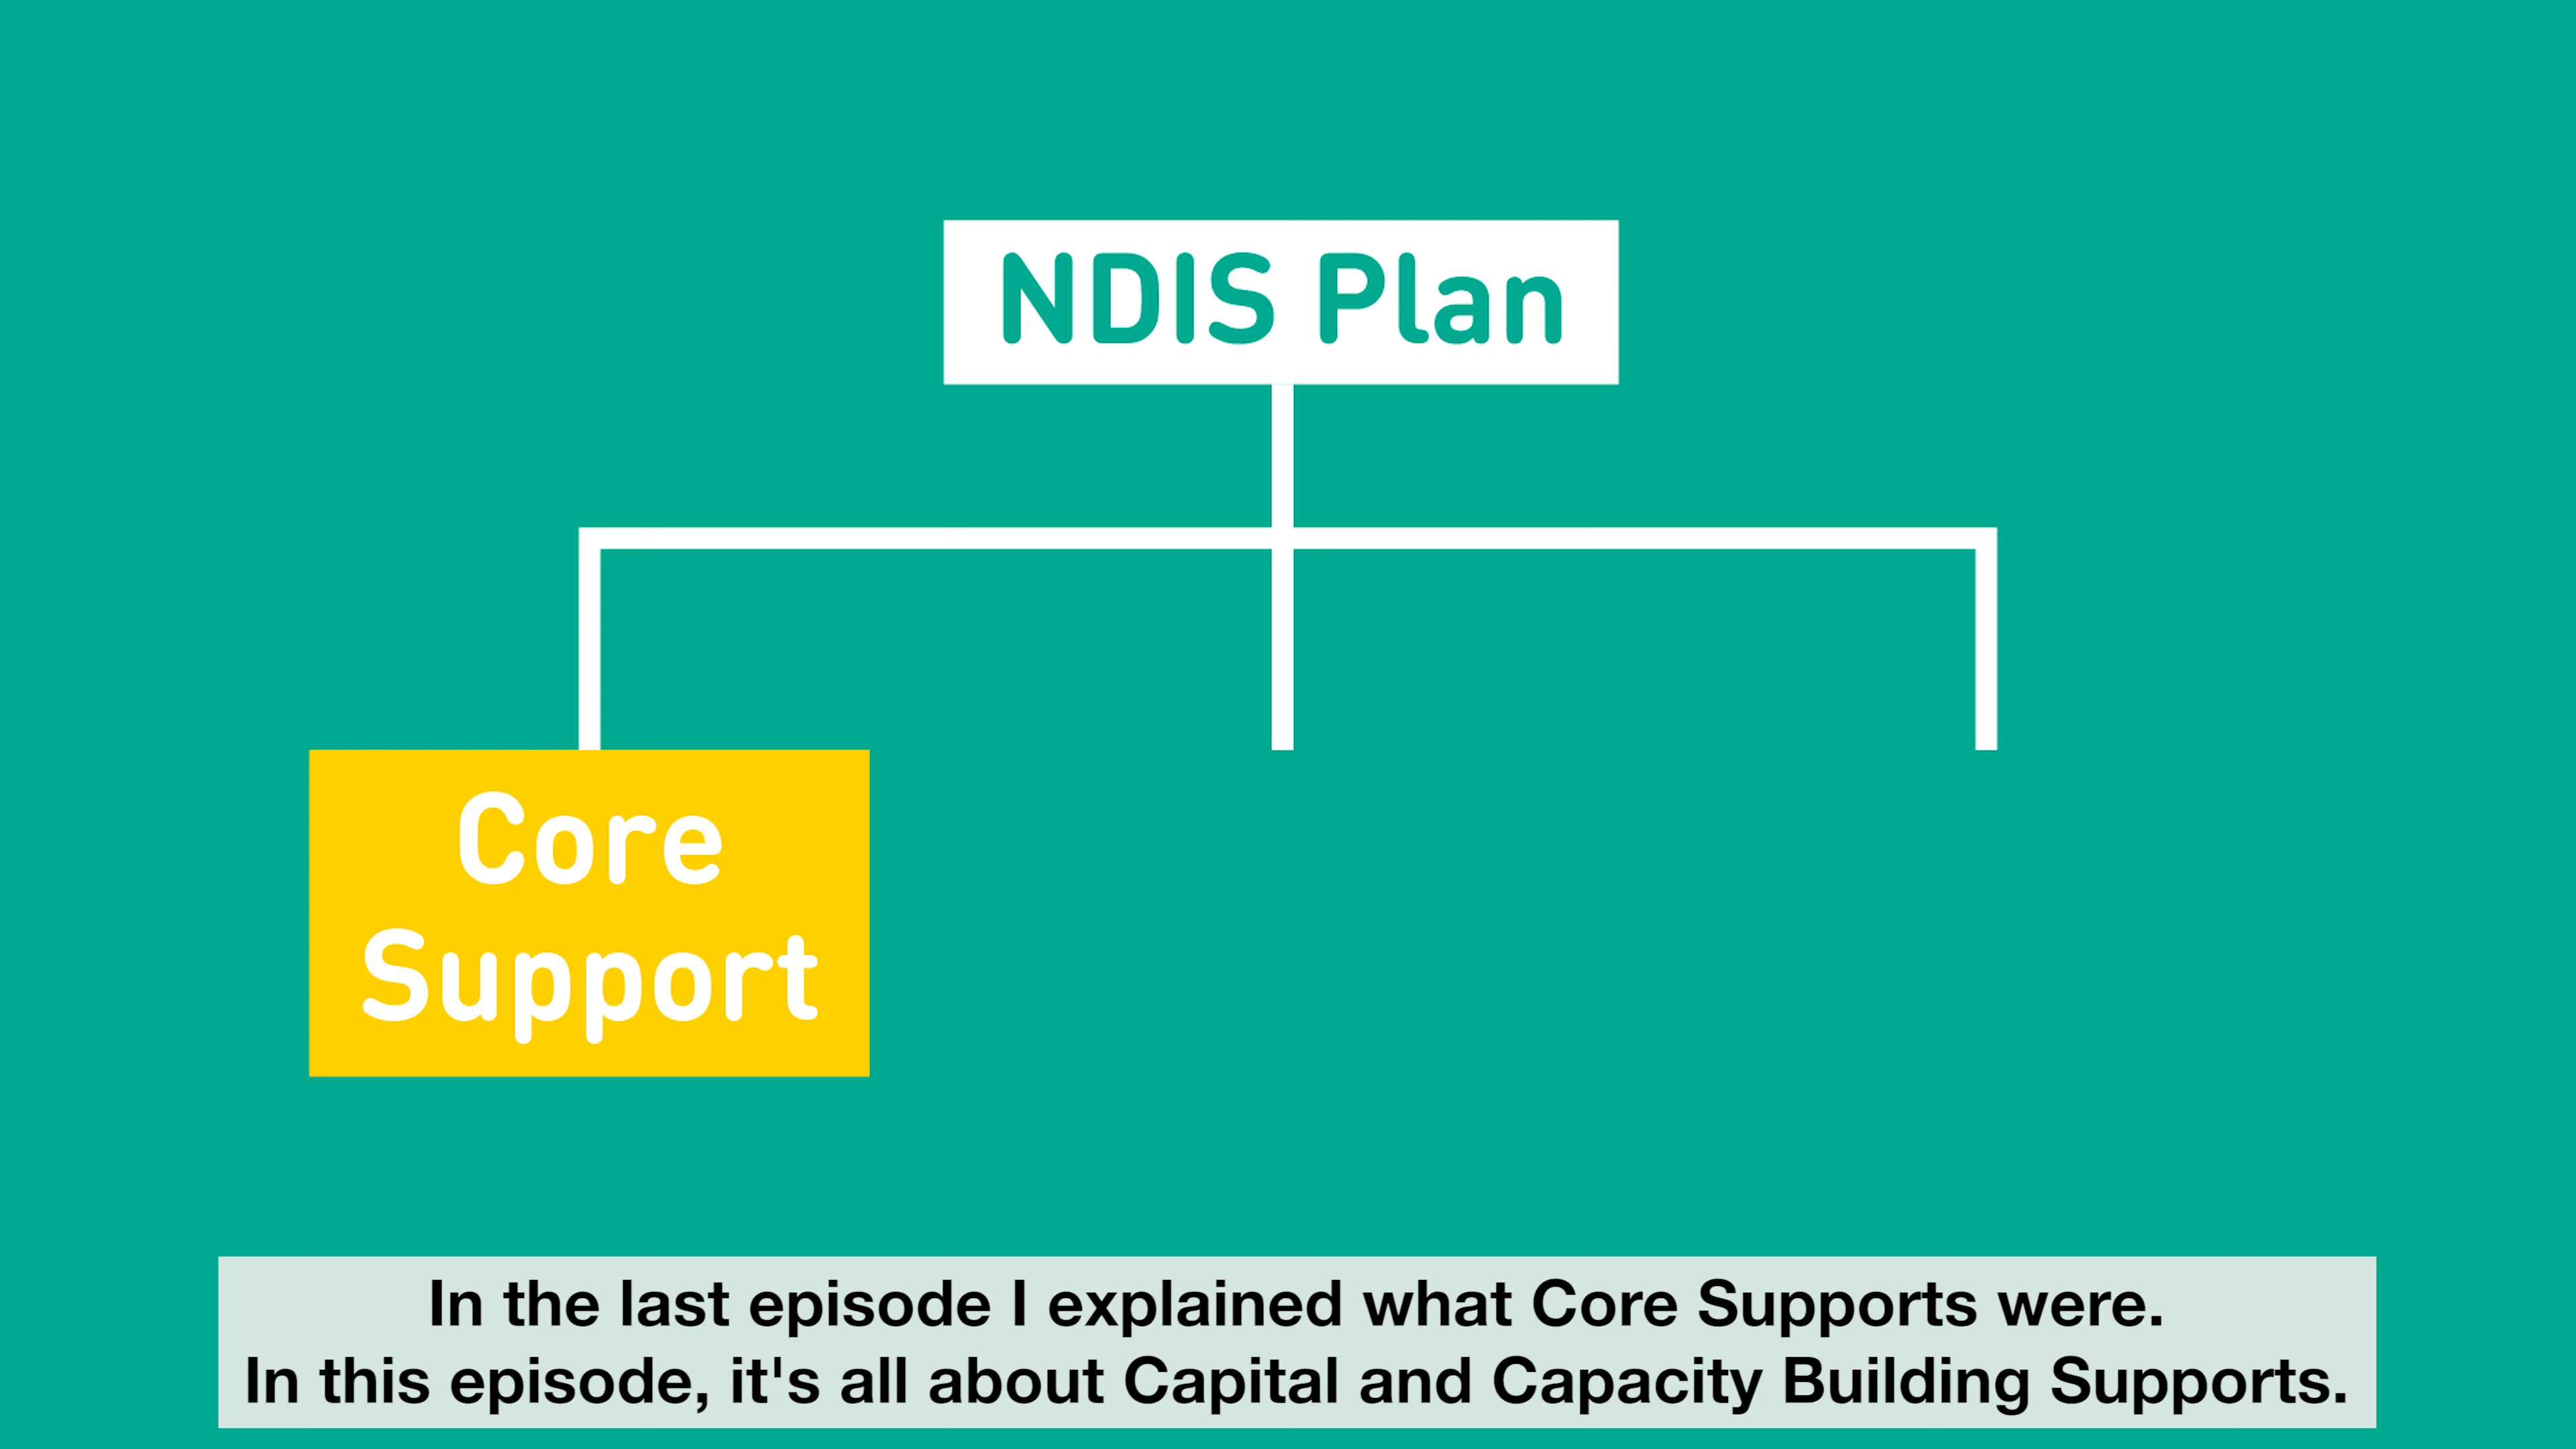 NDIS Plan
Core
Support
In the last episode I explained what Core Supports were.
In this episode, it's all about Capital and Capacity Building Supports.